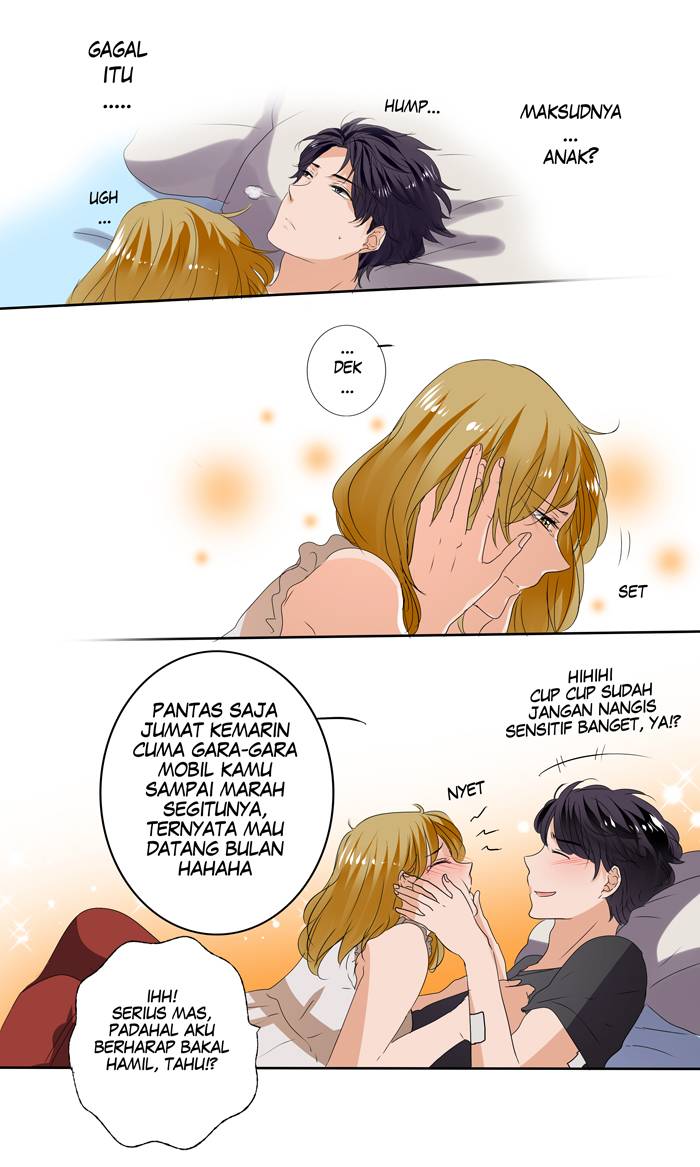 GAGAL
ITU
.....
HUMP...
MAKSUDNYA
...
ANAK?
UGH
...
...
DEK
...
SET
HIHIHI
CUP CUP SUDAH
JANGAN NANGIS
SENSITIF BANGET, YA!?
PANTAS SAJA
JUMAT KEMARIN
CUMA GARA-GARA
MOBIL KAMU
SAMPAI MARAH
SEGITUNYA,
TERNYATA MAU
DATANG BULAN
HAHAHA
NYET
IHH!
SERIUS MAS,
PADAHAL AKU
BERHARAP BAKAL
HAMIL, TAHU!?